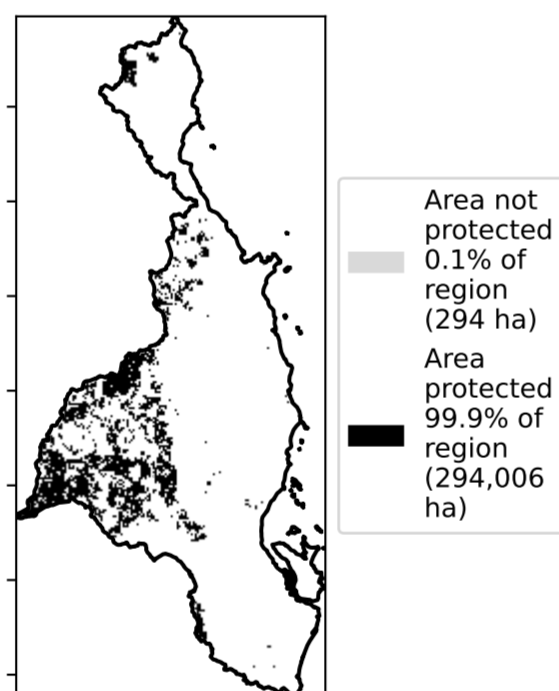 Area not
protected
0.1% of
region
(294 ha)
Area
protected
99.9% of
region
(294,006
ha)